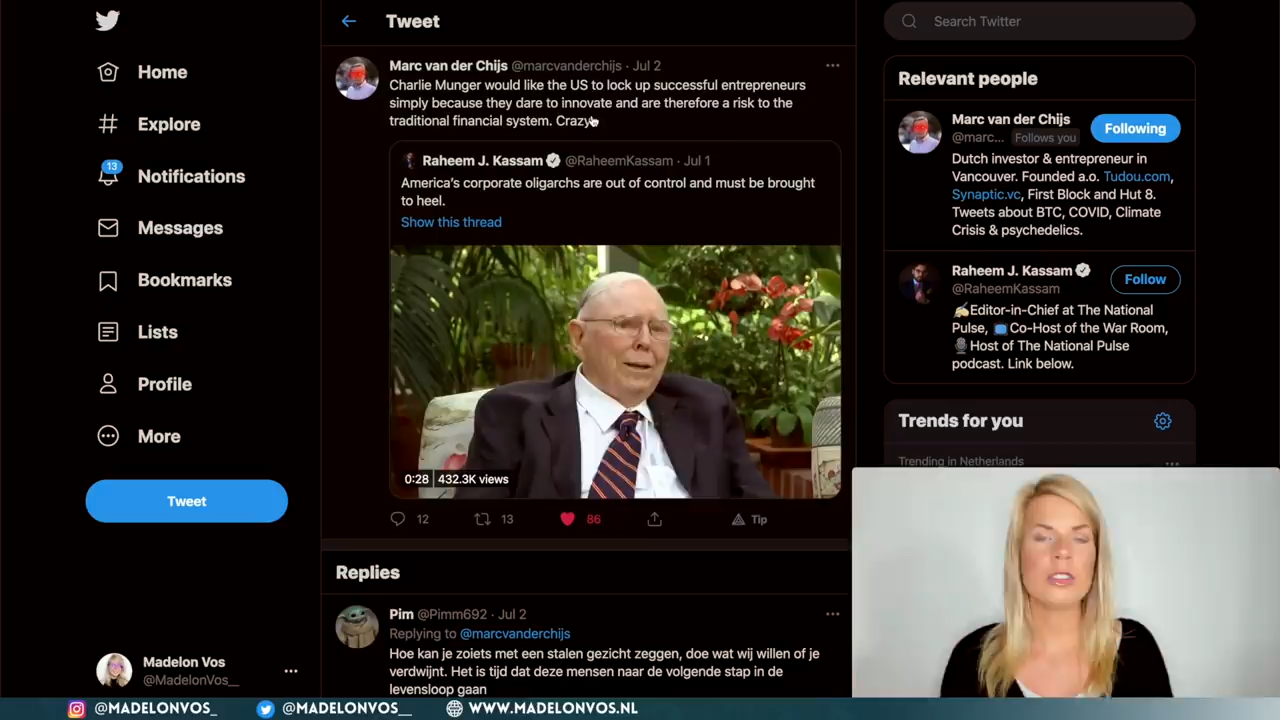 Home
Explore
13
Notifications
Messages
Bookmarks
Lists
Profile
More
Tweet
Madelon Vos
@MadelonVos__
Tweet
Marc van der Chijs @marcvanderchijs · Jul 2
Charlie Munger would like the US to lock up successful entrepreneurs
simply because they dare to innovate and are therefore a risk to the
traditional financial system. Crazy.
Raheem J. Kassam @RaheemKassam · Jul 1
America's corporate oligarchs are out of control and must be brought
to heel.
Show this thread
0:28 432.3K views
12 13 86 Tip
Replies
Pim @Pimm692 · Jul 2
Replying to @marcvanderchijs
Hoe kan je zoiets met een stalen gezicht zeggen, doe wat wij willen of je
verdwijnt. Het is tijd dat deze mensen naar de volgende stap in de
levensloop gaan
Search Twitter
Relevant people
Marc van der Chijs
@marc... Follows you
Following
Dutch investor & entrepreneur in
Vancouver. Founded a.o. Tudou.com,
Synaptic.vc, First Block and Hut 8.
Tweets about BTC, COVID, Climate
Crisis & psychedelics.
Raheem J. Kassam
@RaheemKassam
Follow
Editor-in-Chief at The National
Pulse, Co-Host of the War Room,
Host of The National Pulse
podcast. Link below.
Trends for you
Trending in Netherlands
@MADELONVOS_ @MADELONVOS__ WWW.MADELONVOS.NL